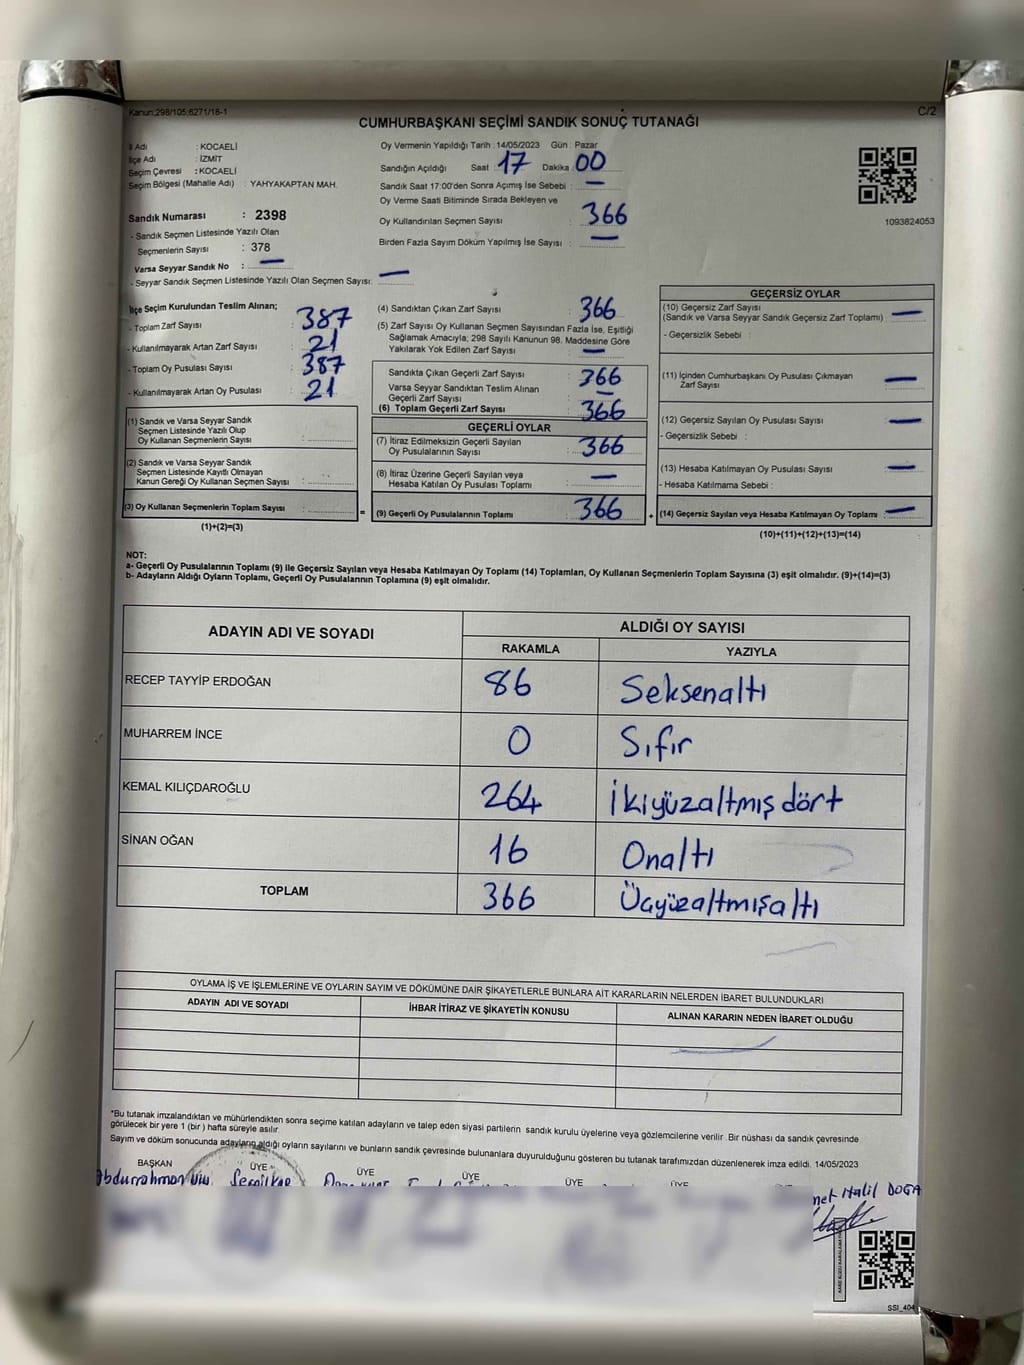 Kanun:298/105;6271/18-1
C/2
CUMHURBAŞKANI SEÇİMİ SANDIK SONUÇ TUTANAĞI
İl Adı : KOCAELİ
İlçe Adı : İZMİT
Seçim Çevresi : KOCAELİ
Seçim Bölgesi (Mahalle Adı) : YAHYAKAPTAN MAH.
Sandık Numarası : 2398
- Sandık Seçmen Listesinde Yazılı Olan
Seçmenlerin Sayısı : 378
Varsa Seyyar Sandık No : —
- Seyyar Sandık Seçmen Listesinde Yazılı Olan Seçmen Sayısı: —
Oy Vermenin Yapıldığı Tarih : 14/05/2023 Gün : Pazar
Sandığın Açıldığı Saat : 17 Dakika : 00
Sandık Saat 17:00'den Sonra Açımış İse Sebebi : —
Oy Verme Saati Bitiminde Sırada Bekleyen ve
Oy Kullandırılan Seçmen Sayısı : 366
Birden Fazla Sayım Döküm Yapılmış İse Sayısı : —
1093824053
İlçe Seçim Kurulundan Teslim Alınan;
- Toplam Zarf Sayısı : 387
- Kullanılmayarak Artan Zarf Sayısı : 21
- Toplam Oy Pusulası Sayısı : 387
- Kullanılmayarak Artan Oy Pusulası : 21
(1) Sandık ve Varsa Seyyar Sandık
Seçmen Listesinde Yazılı Olup
Oy Kullanan Seçmenlerin Sayısı :
(2) Sandık ve Varsa Seyyar Sandık
Seçmen Listesinde Kayıtlı Olmayan
Kanun Gereği Oy Kullanan Seçmen Sayısı :
(3) Oy Kullanan Seçmenlerin Toplam Sayısı :
(1)+(2)=(3)
=
(4) Sandıktan Çıkan Zarf Sayısı : 366
(5) Zarf Sayısı Oy Kullanan Seçmen Sayısından Fazla İse, Eşitliği
Sağlamak Amacıyla; 298 Sayılı Kanunun 98. Maddesine Göre
Yakılarak Yok Edilen Zarf Sayısı : —
Sandıkta Çıkan Geçerli Zarf Sayısı : 366
Varsa Seyyar Sandıktan Teslim Alınan
Geçerli Zarf Sayısı : —
(6) Toplam Geçerli Zarf Sayısı : 366
GEÇERLİ OYLAR
(7) İtiraz Edilmeksizin Geçerli Sayılan
Oy Pusulalarının Sayısı : 366
(8) İtiraz Üzerine Geçerli Sayılan veya
Hesaba Katılan Oy Pusulası Toplamı : —
(9) Geçerli Oy Pusulalarının Toplamı : 366
+
GEÇERSİZ OYLAR
(10) Geçersiz Zarf Sayısı
(Sandık ve Varsa Seyyar Sandık Geçersiz Zarf Toplamı) : —
- Geçersizlik Sebebi :
(11) İçinden Cumhurbaşkanı Oy Pusulası Çıkmayan
Zarf Sayısı : —
(12) Geçersiz Sayılan Oy Pusulası Sayısı : —
- Geçersizlik Sebebi :
(13) Hesaba Katılmayan Oy Pusulası Sayısı : —
- Hesaba Katılmama Sebebi :
(14) Geçersiz Sayılan veya Hesaba Katılmayan Oy Toplamı : —
(10)+(11)+(12)+(13)=(14)
NOT:
a- Geçerli Oy Pusulalarının Toplamı (9) ile Geçersiz Sayılan veya Hesaba Katılmayan Oy Toplamı (14) Toplamları, Oy Kullanan Seçmenlerin Toplam Sayısına (3) eşit olmalıdır. (9)+(14)=(3)
b- Adayların Aldığı Oyların Toplamı, Geçerli Oy Pusulalarının Toplamına (9) eşit olmalıdır.
ADAYIN ADI VE SOYADI
ALDIĞI OY SAYISI
RAKAMLA YAZIYLA
RECEP TAYYİP ERDOĞAN 86 Seksenaltı
MUHARREM İNCE 0 Sıfır
KEMAL KILIÇDAROĞLU 264 İkiyüzaltmış dört
SİNAN OĞAN 16 Onaltı
TOPLAM 366 Üçyüzaltmışaltı
OYLAMA İŞ VE İŞLEMLERİNE VE OYLARIN SAYIM VE DÖKÜMÜNE DAİR ŞİKAYETLERLE BUNLARA AİT KARARLARIN NELERDEN İBARET BULUNDUKLARI
ADAYIN ADI VE SOYADI İHBAR İTİRAZ VE ŞİKAYETİN KONUSU ALINAN KARARIN NEDEN İBARET OLDUĞU
*Bu tutanak imzalandıktan ve mühürlendikten sonra seçime katılan adayların ve talep eden siyasi partilerin sandık kurulu üyelerine veya gözlemcilerine verilir. Bir nüshası da sandık çevresinde
görülecek bir yere 1 (bir) hafta süreyle asılır.
Sayım ve döküm sonucunda adayların aldığı oyların sayılarını ve bunların sandık çevresinde bulunanlara duyurulduğunu gösteren bu tutanak tarafımızdan düzenlenerek imza edildi. 14/05/2023
BAŞKAN ÜYE ÜYE ÜYE ÜYE ÜYE
Halil DOĞA
SSI_404